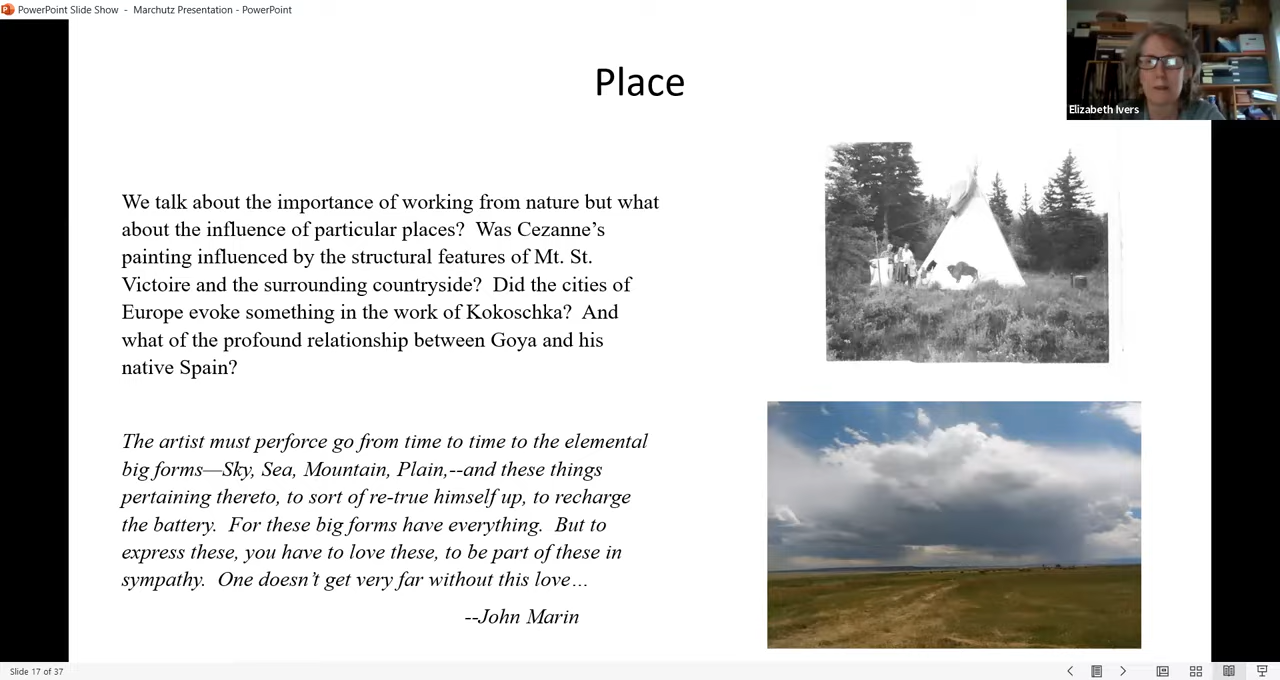 PowerPoint Slide Show - Marchutz Presentation - PowerPoint
Place
Elizabeth Ivers
We talk about the importance of working from nature but what
about the influence of particular places? Was Cezanne's
painting influenced by the structural features of Mt. St.
Victoire and the surrounding countryside? Did the cities of
Europe evoke something in the work of Kokoschka? And
what of the profound relationship between Goya and his
native Spain?
The artist must perforce go from time to time to the elemental
big forms—Sky, Sea, Mountain, Plain,--and these things
pertaining thereto, to sort of re-true himself up, to recharge
the battery. For these big forms have everything. But to
express these, you have to love these, to be part of these in
sympathy. One doesn't get very far without this love…
--John Marin
Slide 17 of 37